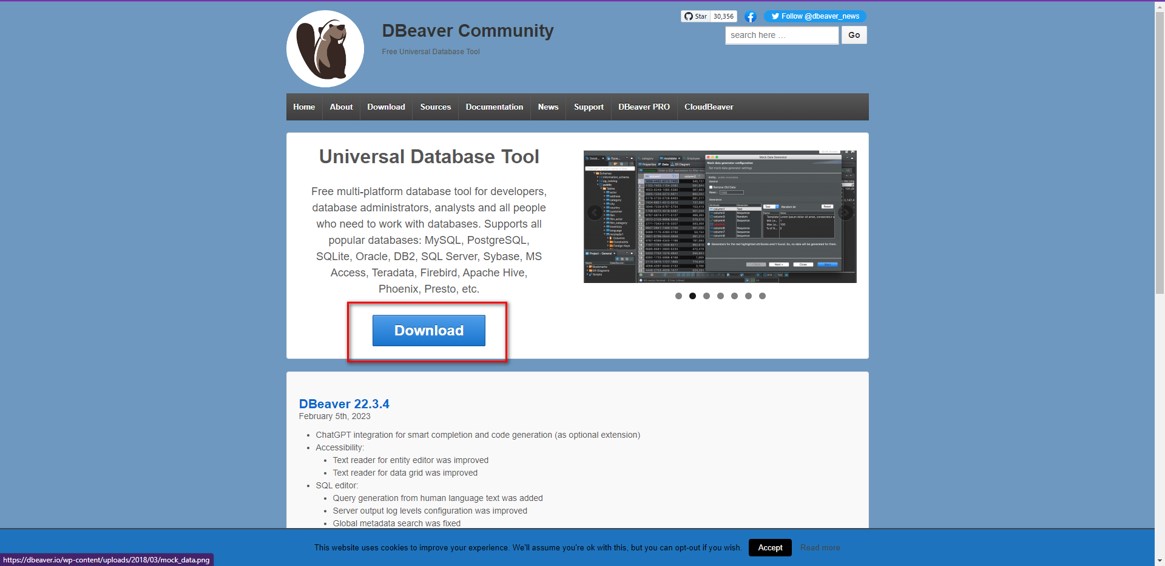 DBeaver Community
Free Universal Database Tool
Star 30,356
Follow @dbeaver_news
search here ...
Go
Home About Download Sources Documentation News Support DBeaver PRO CloudBeaver
Universal Database Tool
Free multi-platform database tool for developers,
database administrators, analysts and all people
who need to work with databases. Supports all
popular databases: MySQL, PostgreSQL,
SQLite, Oracle, DB2, SQL Server, Sybase, MS
Access, Teradata, Firebird, Apache Hive,
Phoenix, Presto, etc.
Download
DBeaver 22.3.4
February 5th, 2023
ChatGPT integration for smart completion and code generation (as optional extension)
Accessibility:
Text reader for entity editor was improved
Text reader for data grid was improved
SQL editor:
Query generation from human language text was added
Server output log levels configuration was improved
Global metadata search was fixed
This website uses cookies to improve your experience. We'll assume you're ok with this, but you can opt-out if you wish. Accept Read more
https://dbeaver.io/wp-content/uploads/2018/03/mock_data.png